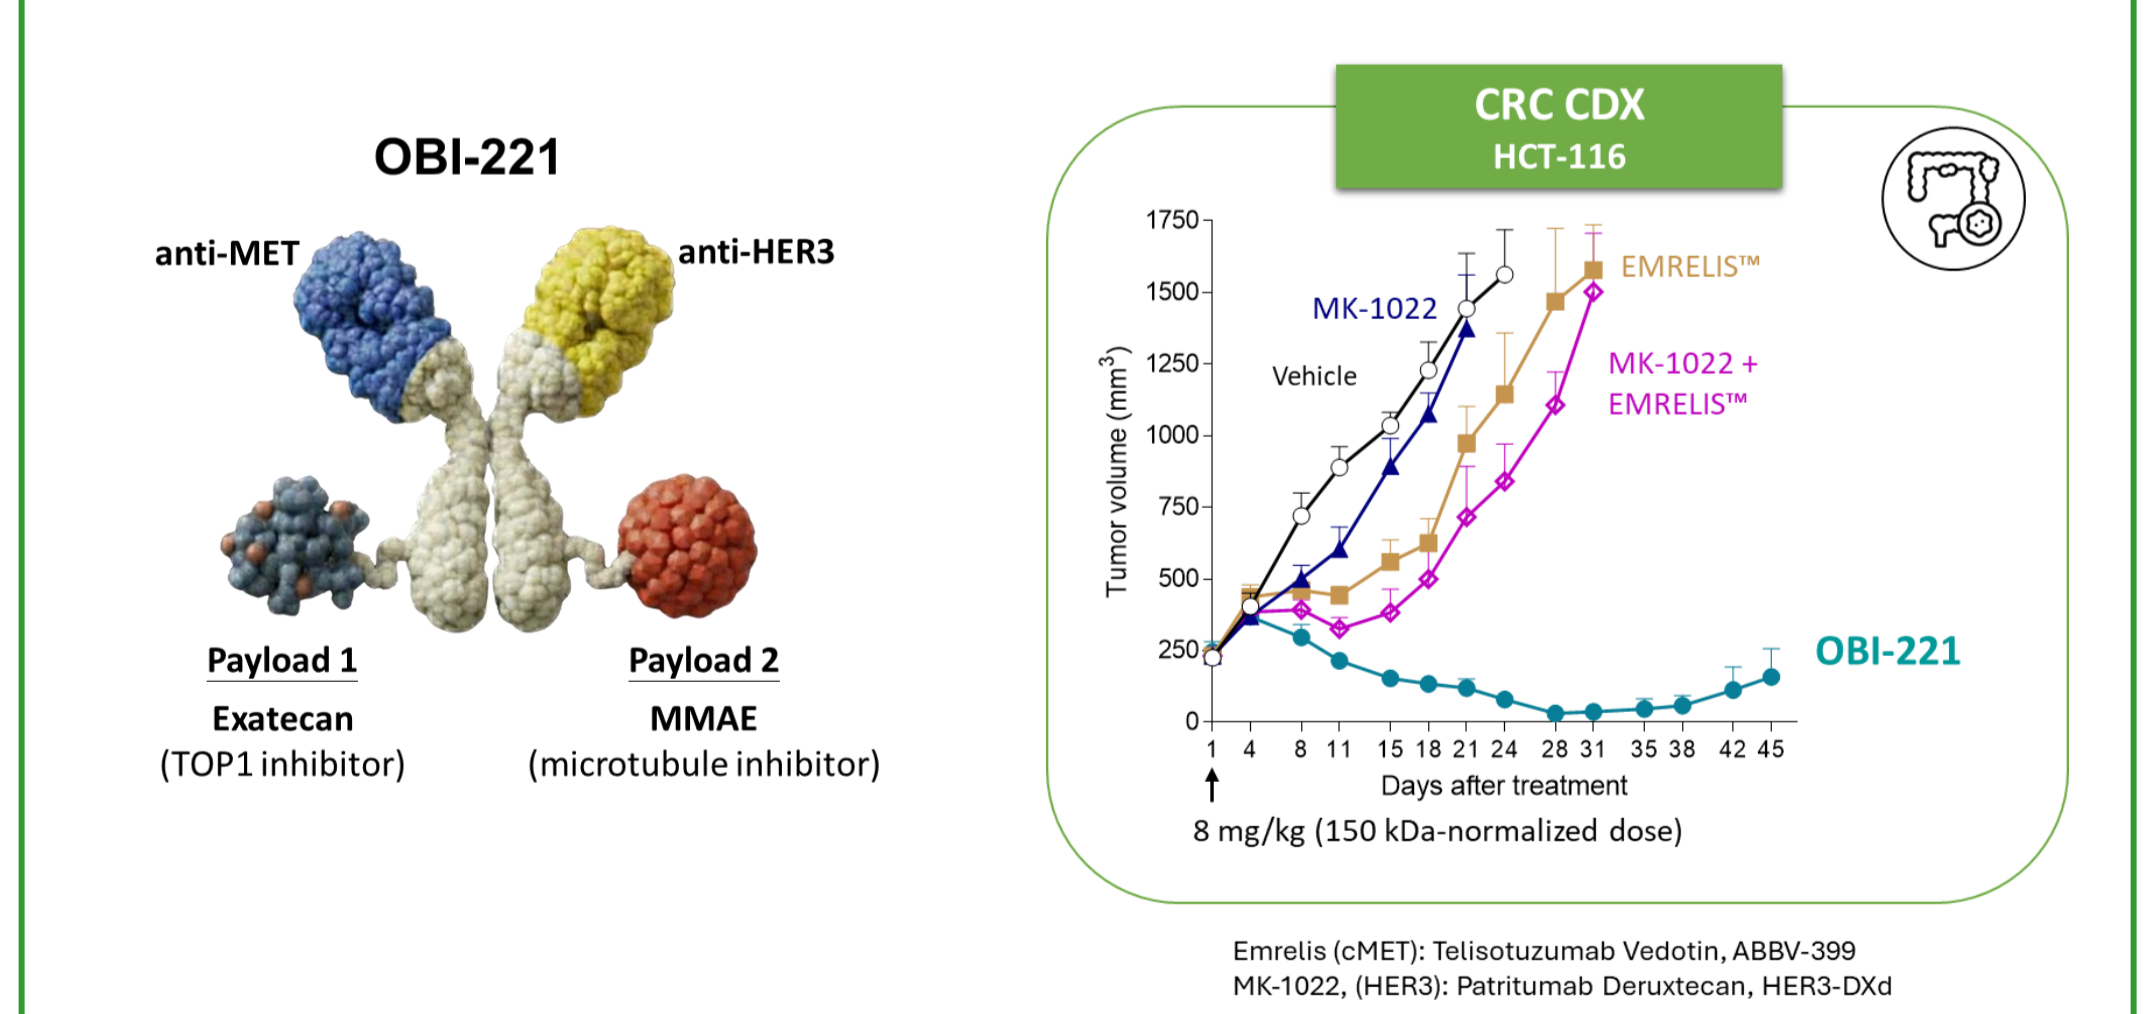 OBI-221
anti-MET
anti-HER3
Payload 1
Exatecan
(TOP1 inhibitor)
Payload 2
MMAE
(microtubule inhibitor)
CRC CDX
HCT-116
Tumor volume (mm³)
1750
1500
1250
1000
750
500
250
0
MK-1022
Vehicle
EMRELIS™
MK-1022 +
EMRELIS™
OBI-221
1 4 8 11 15 18 21 24 28 31 35 38 42 45
Days after treatment
8 mg/kg (150 kDa-normalized dose)
Emrelis (cMET): Telisotuzumab Vedotin, ABBV-399
MK-1022, (HER3): Patritumab Deruxtecan, HER3-DXd